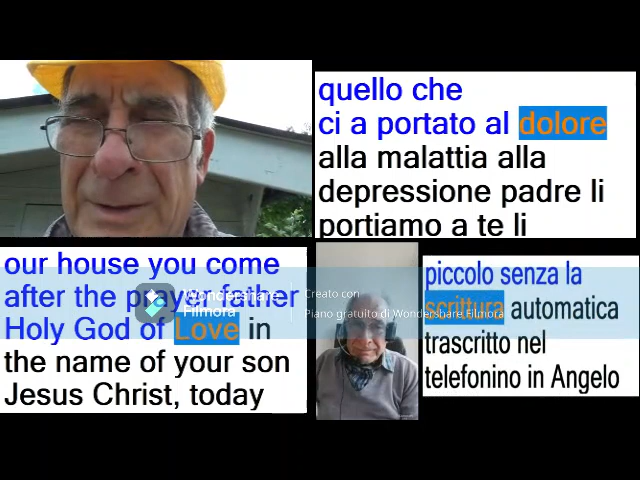 quello che
ci a portato al dolore
alla malattia alla
depressione padre li
portiamo a te li
our house you come
after the prayer father
Holy God of Love in
the name of your son
Jesus Christ, today
Wondershare
Filmora
Creato con
Piano gratuito di Wondershare Filmora
piccolo senza la
scrittura automatica
trascritto nel
telefonino in Angelo